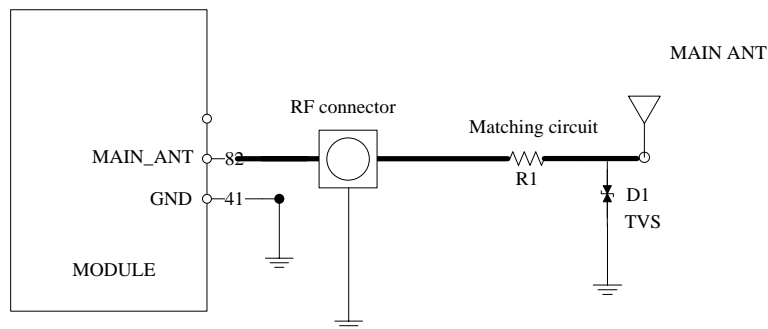 MAIN ANT
RF connector
Matching circuit
MAIN_ANT
82
R1
GND
41
D1
TVS
MODULE